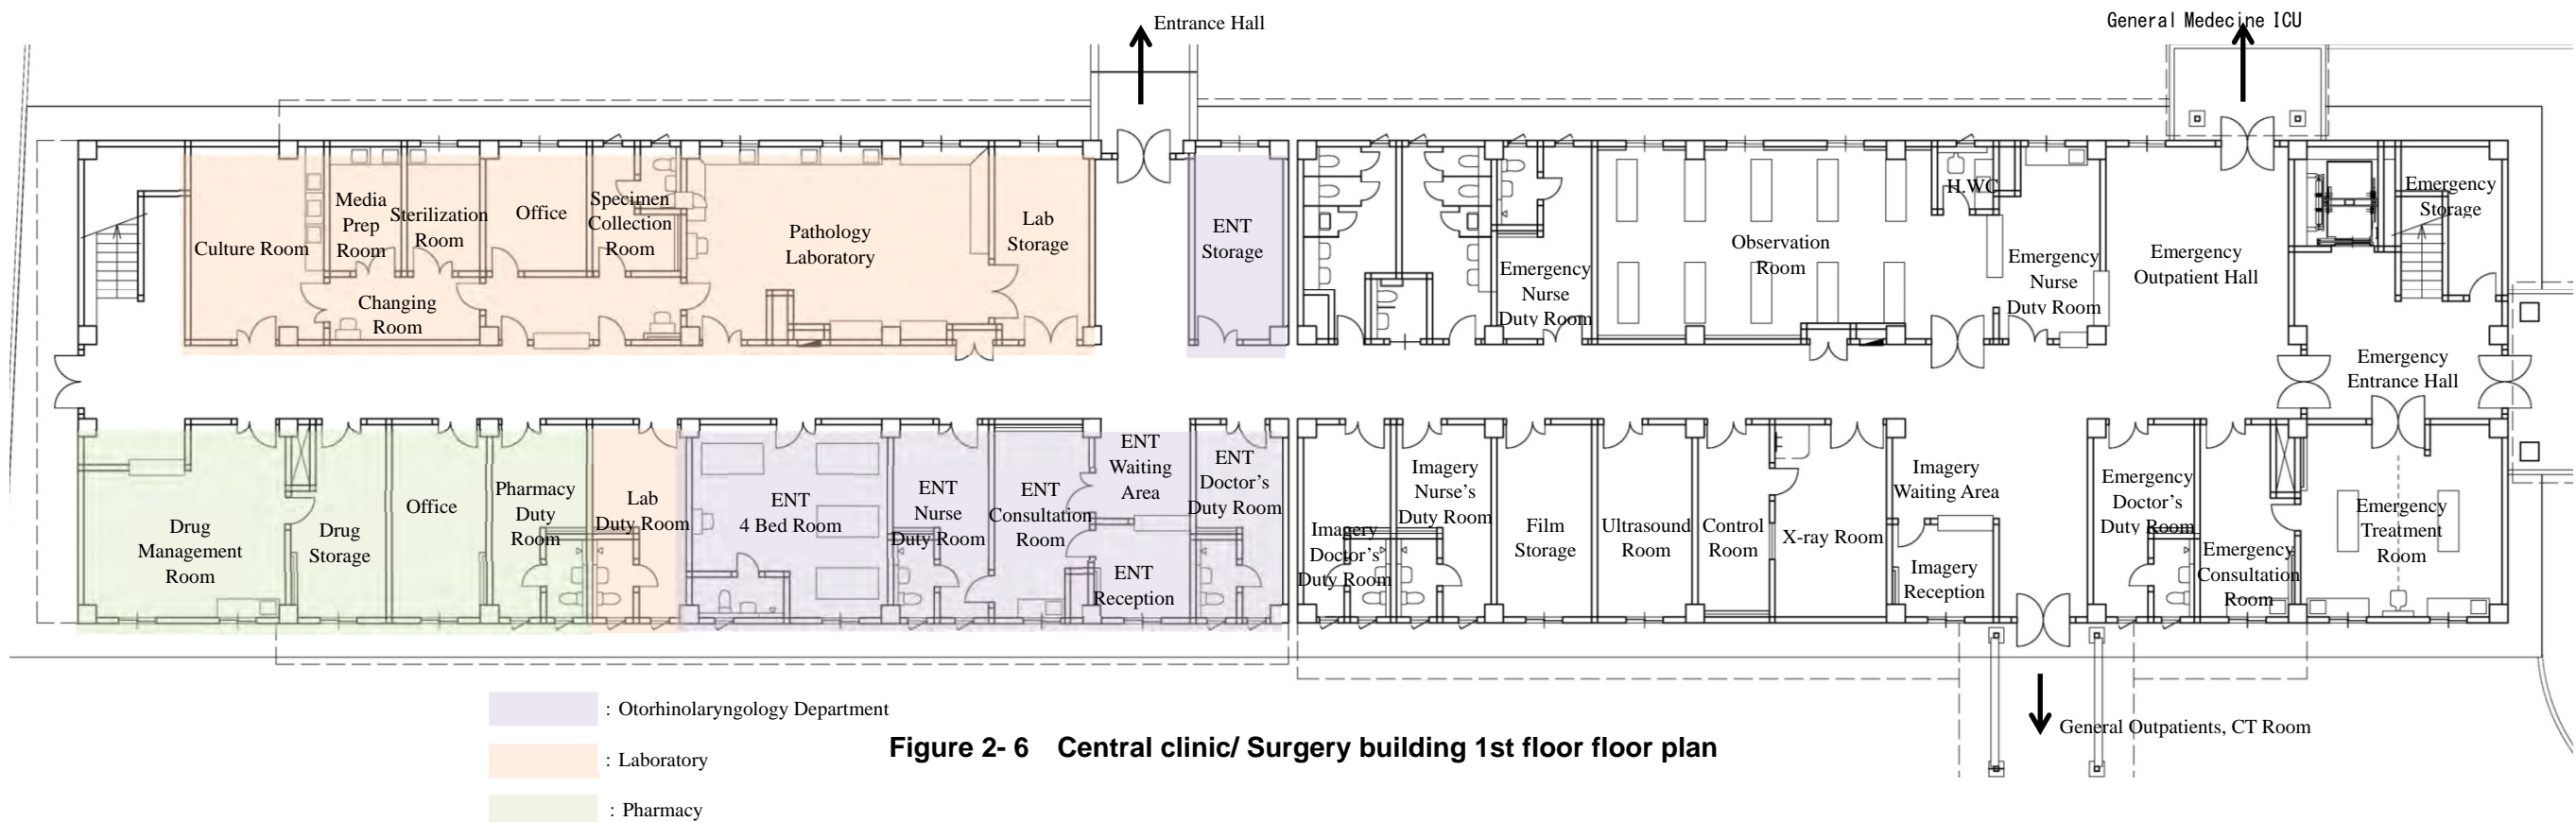 Entrance Hall
General Medecine ICU
Culture Room
Media
Prep
Room
Sterilization
Room
Office
Specimen
Collection
Room
Changing
Room
Pathology
Laboratory
Lab
Storage
ENT
Storage
Emergency
Nurse
Duty Room
Observation
Room
H.WC
Emergency
Nurse
Duty Room
Emergency
Outpatient Hall
Emergency
Storage
Emergency
Entrance Hall
Drug
Management
Room
Drug
Storage
Office
Pharmacy
Duty
Room
Lab
Duty Room
ENT
4 Bed Room
ENT
Nurse
Duty Room
ENT
Consultation
Room
ENT
Waiting
Area
ENT
Reception
ENT
Doctor’s
Duty Room
Imagery
Doctor’s
Duty Room
Imagery
Nurse’s
Duty Room
Film
Storage
Ultrasound
Room
Control
Room
X-ray Room
Imagery
Waiting Area
Imagery
Reception
Emergency
Doctor’s
Duty Room
Emergency
Consultation
Room
Emergency
Treatment
Room
: Otorhinolaryngology Department
: Laboratory
: Pharmacy
General Outpatients, CT Room
Figure 2- 6 Central clinic/ Surgery building 1st floor floor plan